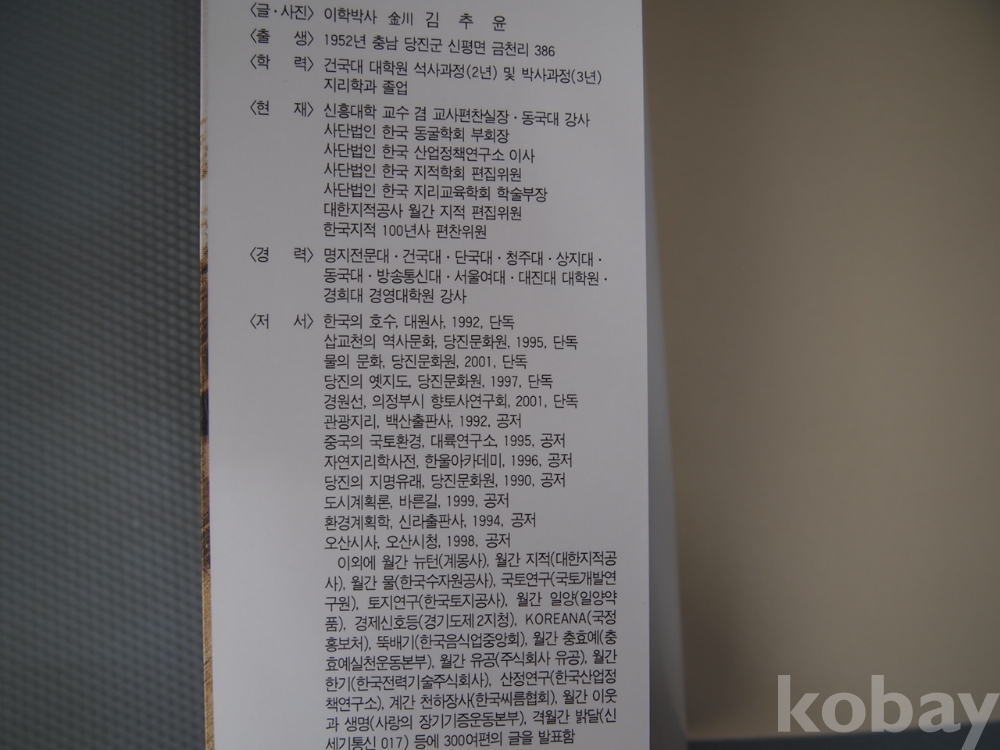 <글·사진> 이학박사 金川 김 추 윤
<출 생> 1952년 충남 당진군 신평면 금천리 386
<학 력> 건국대 대학원 석사과정(2년) 및 박사과정(3년)
지리학과 졸업
<현 재> 신흥대학 교수 겸 교사편찬실장·동국대 강사
사단법인 한국 동굴학회 부회장
사단법인 한국 산업정책연구소 이사
사단법인 한국 지적학회 편집위원
사단법인 한국 지리교육학회 학술부장
대한지적공사 월간 지적 편집위원
한국지적 100년사 편찬위원
<경 력> 명지전문대·건국대·단국대·청주대·상지대·
동국대·방송통신대·서울여대·대진대 대학원·
경희대 경영대학원 강사
<저 서> 한국의 호수, 대원사, 1992, 단독
삽교천의 역사문화, 당진문화원, 1995, 단독
물의 문화, 당진문화원, 2001, 단독
당진의 옛지도, 당진문화원, 1997, 단독
경원선, 의정부시 향토사연구회, 2001, 단독
관광지리, 백산출판사, 1992, 공저
중국의 국토환경, 대륙연구소, 1995, 공저
자연지리학사전, 한울아카데미, 1996, 공저
당진의 지명유래, 당진문화원, 1990, 공저
도시계획론, 바른길, 1999, 공저
환경계획학, 신라출판사, 1994, 공저
오산시사, 오산시청, 1998, 공저
이외에 월간 뉴턴(계몽사), 월간 지적(대한지적공
사), 월간 물(한국수자원공사), 국토연구(국토개발연
구원), 토지연구(한국토지공사), 월간 일양(일양약
품), 경제신호등(경기도제2지청), KOREANA(국정
홍보처), 뚝배기(한국음식업중앙회), 월간 충효예(충
효예실천운동본부), 월간 유공(주식회사 유공), 월간
한기(한국전력기술주식회사), 산정연구(한국산업정
책연구소), 계간 천하장사(한국씨름협회), 월간 이웃
과 생명(사랑의 장기기증운동본부), 격월간 밝달(신
세기통신 017) 등에 300여편의 글을 발표함
kobay